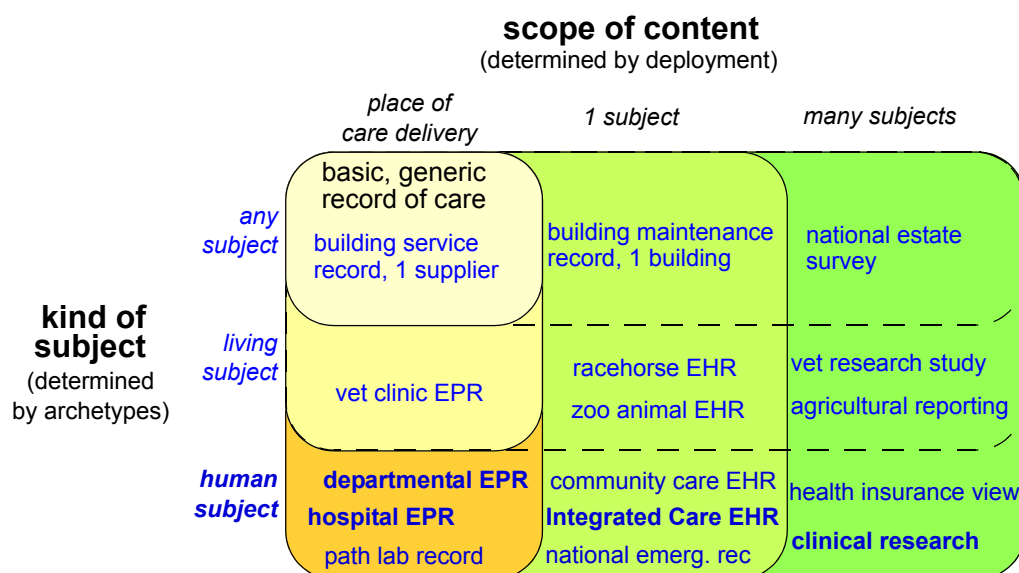 scope of content
(determined by deployment)
place of
care delivery
1 subject
many subjects
basic, generic
record of care
any
subject
building service
record, 1 supplier
building maintenance
record, 1 building
national estate
survey
kind of
subject
(determined
by archetypes)
living
subject
vet clinic EPR
racehorse EHR
zoo animal EHR
vet research study
agricultural reporting
human
subject
departmental EPR
hospital EPR
path lab record
community care EHR
Integrated Care EHR
national emerg. rec
health insurance view
clinical research